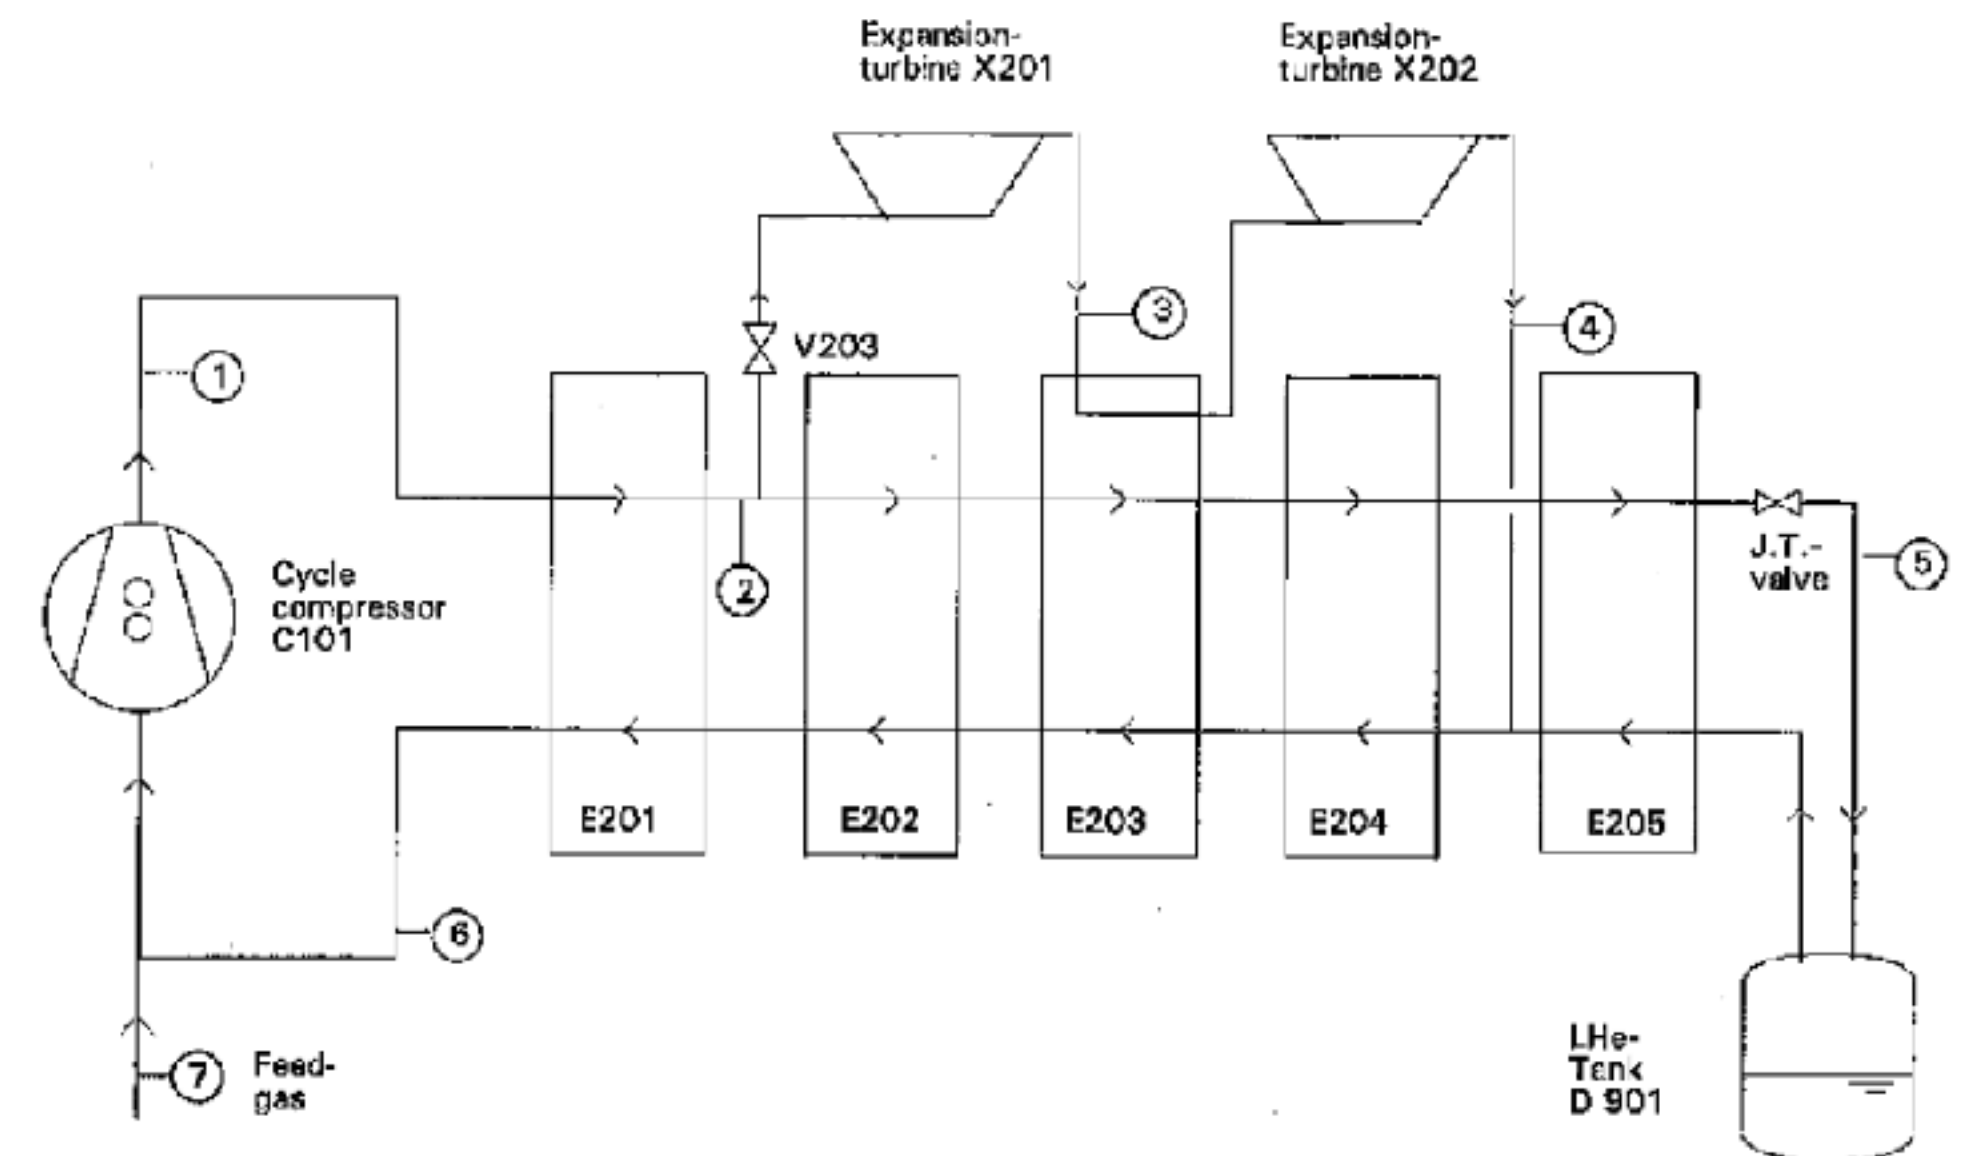 Expansion-
turbine X201
Expansion-
turbine X202
3
4
V203
1
J.T.-
valve
5
Cycle
compressor
C101
2
E201
E202
E203
E204
E205
6
LHe-
Tank
D 901
7
Feed-
gas